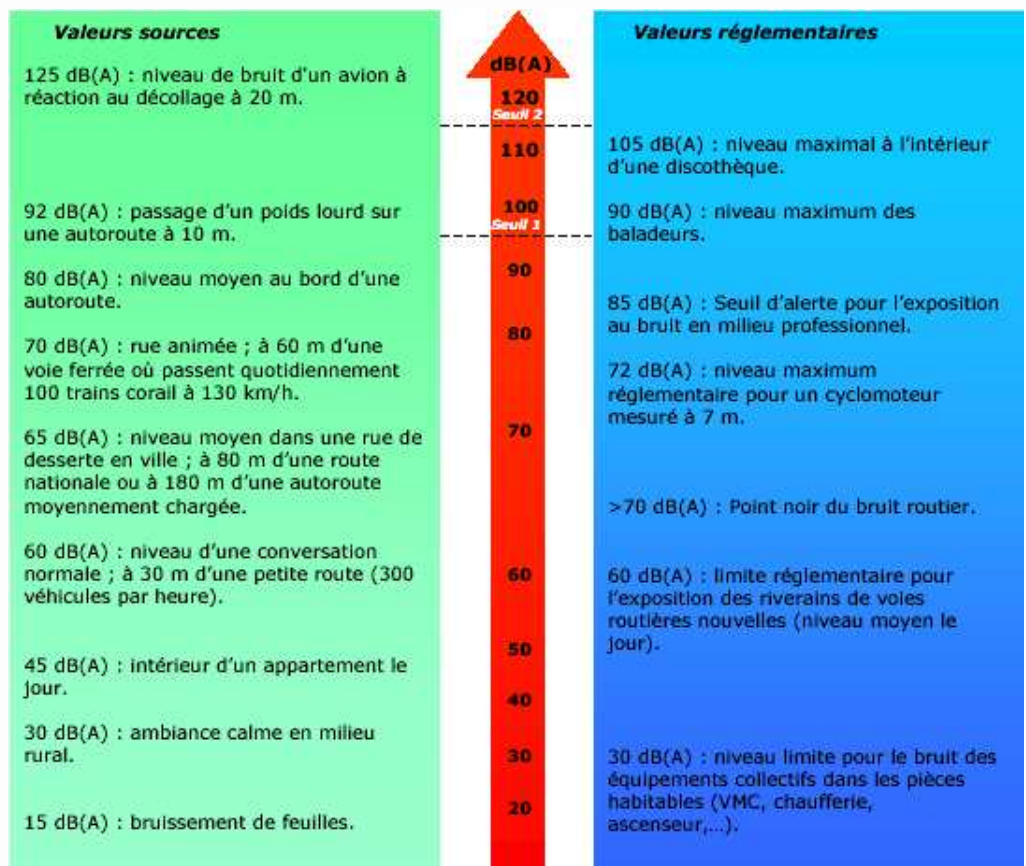 Valeurs sources
125 dB(A) : niveau de bruit d'un avion à
réaction au décollage à 20 m.
92 dB(A) : passage d'un poids lourd sur
une autoroute à 10 m.
80 dB(A) : niveau moyen au bord d'une
autoroute.
70 dB(A) : rue animée ; à 60 m d'une
voie ferrée où passent quotidiennement
100 trains corail à 130 km/h.
65 dB(A) : niveau moyen dans une rue de
desserte en ville ; à 80 m d'une route
nationale ou à 180 m d'une autoroute
moyennement chargée.
60 dB(A) : niveau d'une conversation
normale ; à 30 m d'une petite route (300
véhicules par heure).
45 dB(A) : intérieur d'un appartement le
jour.
30 dB(A) : ambiance calme en milieu
rural.
15 dB(A) : bruissement de feuilles.
dB(A)
120
Seuil 2
110
100
Seuil 1
90
80
70
60
50
40
30
20
Valeurs réglementaires
105 dB(A) : niveau maximal à l'intérieur
d'une discothèque.
90 dB(A) : niveau maximum des
baladeurs.
85 dB(A) : Seuil d'alerte pour l'exposition
au bruit en milieu professionnel.
72 dB(A) : niveau maximum
réglementaire pour un cyclomoteur
mesuré à 7 m.
>70 dB(A) : Point noir du bruit routier.
60 dB(A) : limite réglementaire pour
l'exposition des riverains de voies
routières nouvelles (niveau moyen le
jour).
30 dB(A) : niveau limite pour le bruit des
équipements collectifs dans les pièces
habitables (VMC, chaufferie,
ascenseur,...).